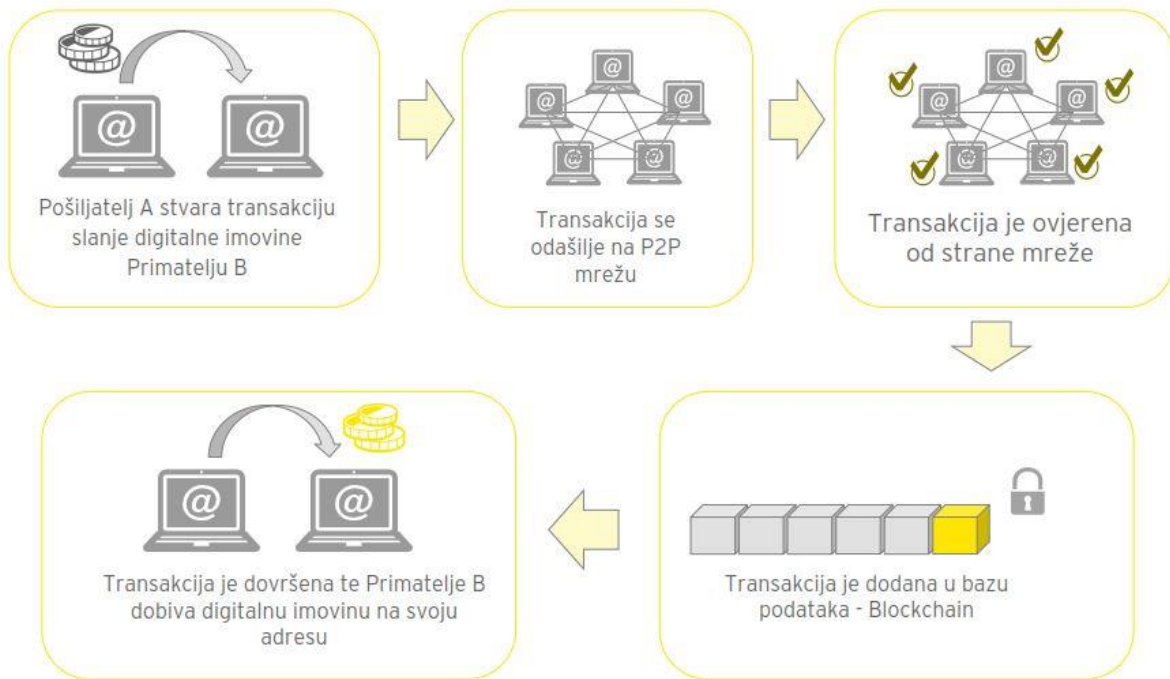 Pošiljatelj A stvara transakciju
slanje digitalne imovine
Primatelju B
Transakcija se
odašilje na P2P
mrežu
Transakcija je ovjerena
od strane mreže
Transakcija je dodana u bazu
podataka - Blockchain
Transakcija je dovršena te Primatelje B
dobiva digitalnu imovinu na svoju
adresu